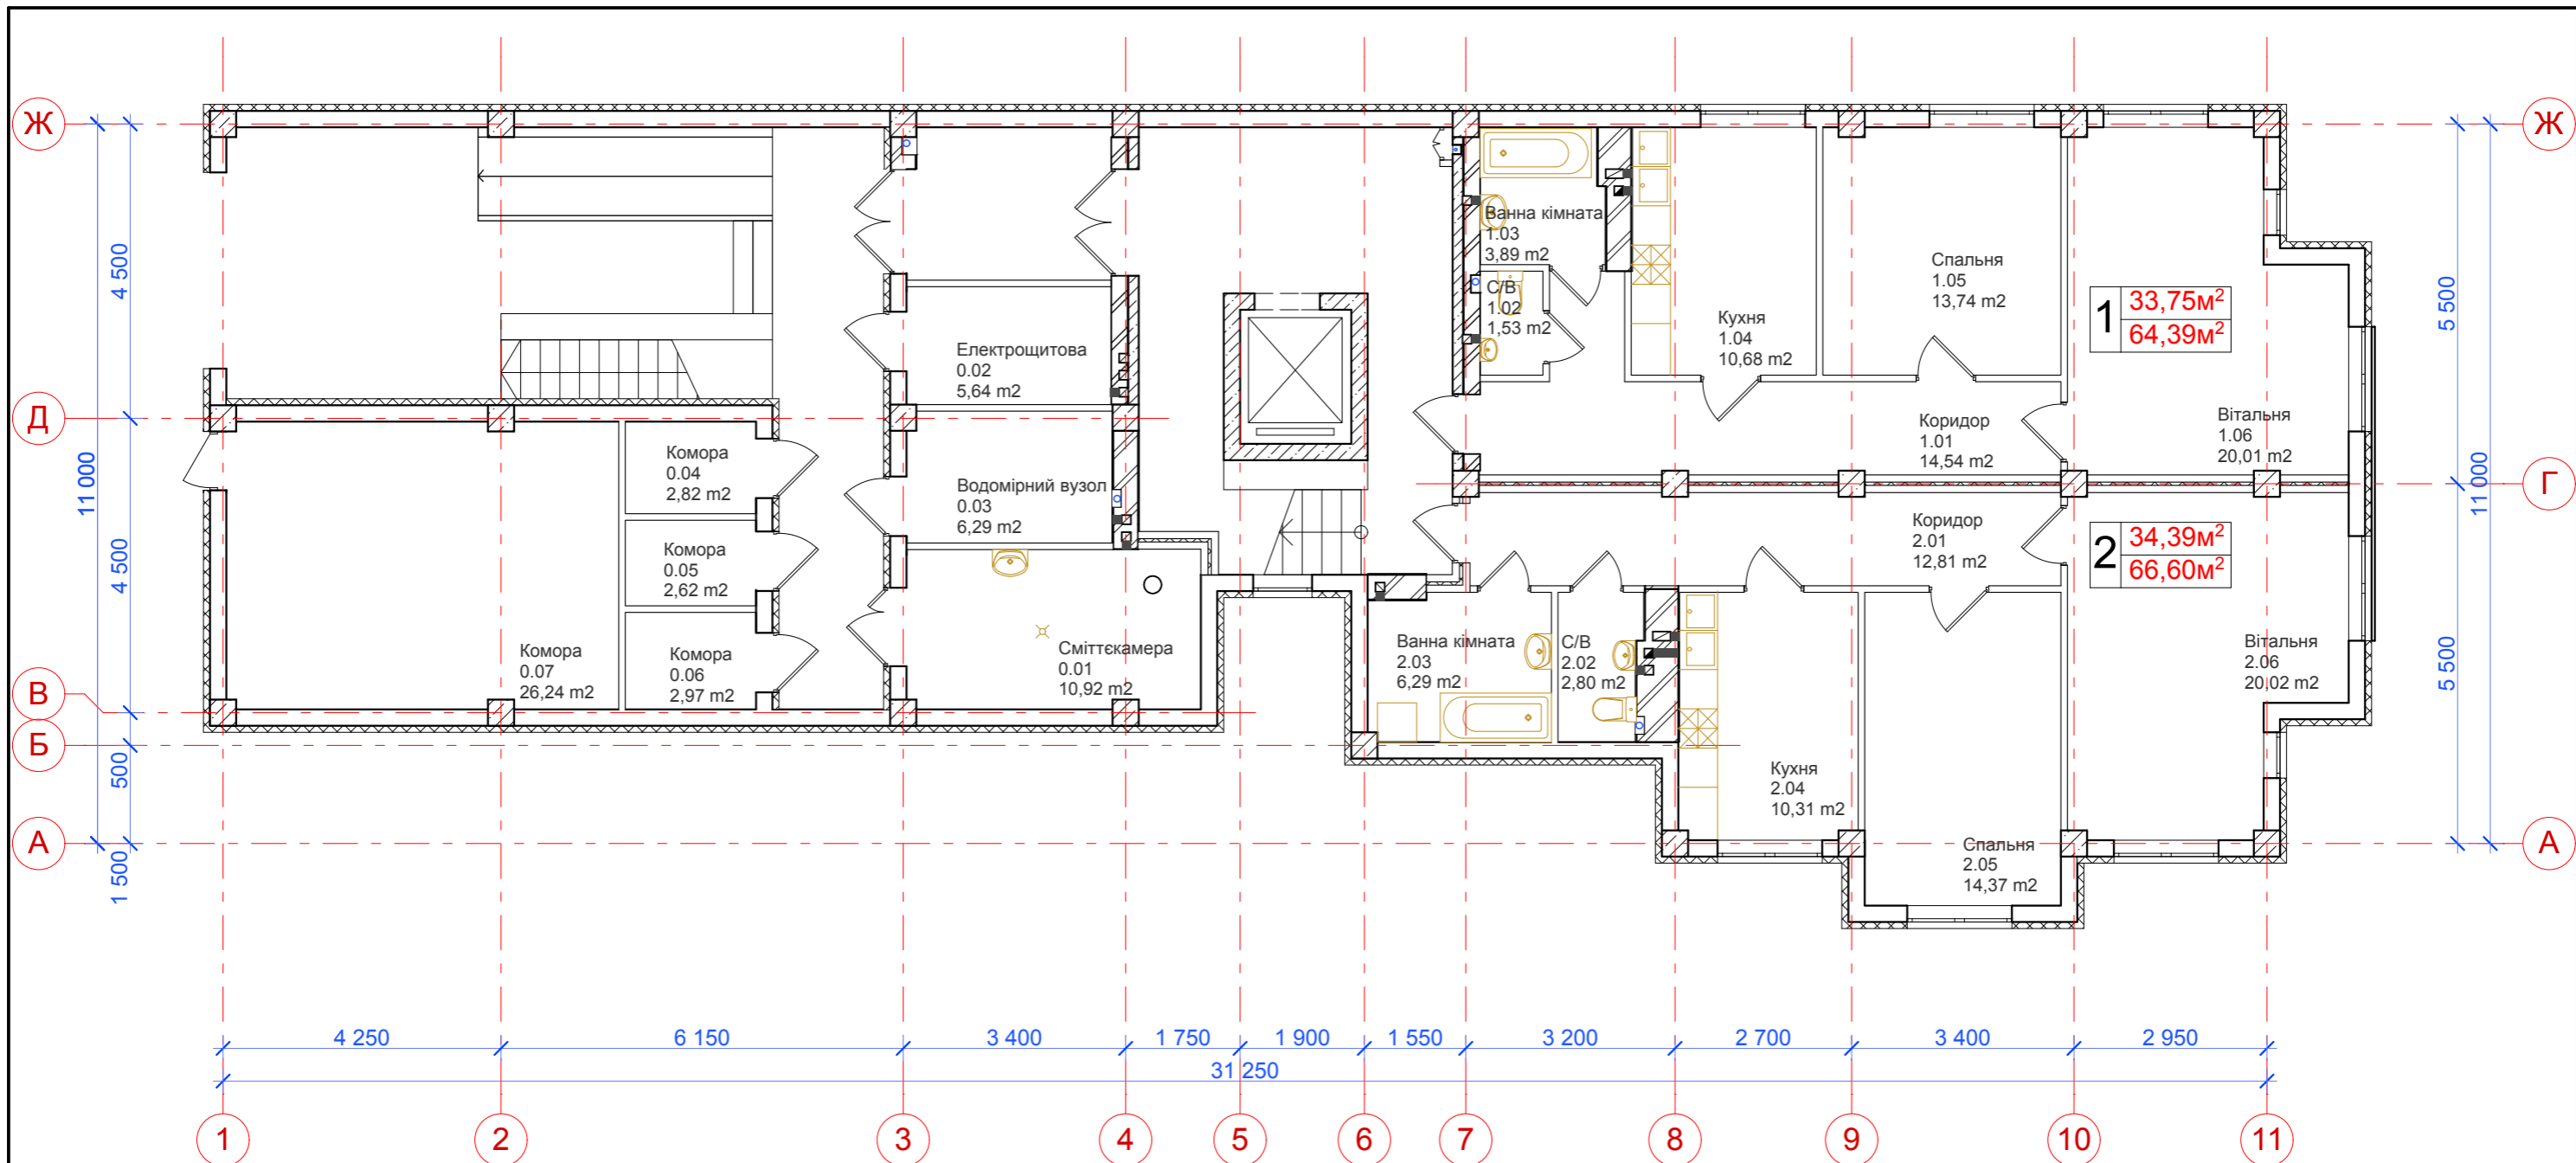 Ж
Ж
4 500
4 500
11 000
500
1 500
5 500
5 500
11 000
Д
Г
В
Б
А
А
Ванна кімната
1.03
3,89 m2
С/В
1.02
1,53 m2
Кухня
1.04
10,68 m2
Спальня
1.05
13,74 m2
1
33,75м²
64,39м²
Коридор
1.01
14,54 m2
Вітальня
1.06
20,01 m2
Електрощитова
0.02
5,64 m2
Водомірний вузол
0.03
6,29 m2
Комора
0.04
2,82 m2
Комора
0.05
2,62 m2
Комора
0.06
2,97 m2
Комора
0.07
26,24 m2
Сміттєкамера
0.01
10,92 m2
Коридор
2.01
12,81 m2
2
34,39м²
66,60м²
Ванна кімната
2.03
6,29 m2
С/В
2.02
2,80 m2
Вітальня
2.06
20,02 m2
Кухня
2.04
10,31 m2
Спальня
2.05
14,37 m2
4 250
6 150
3 400
1 750
1 900
1 550
3 200
2 700
3 400
2 950
31 250
1
2
3
4
5
6
7
8
9
10
11